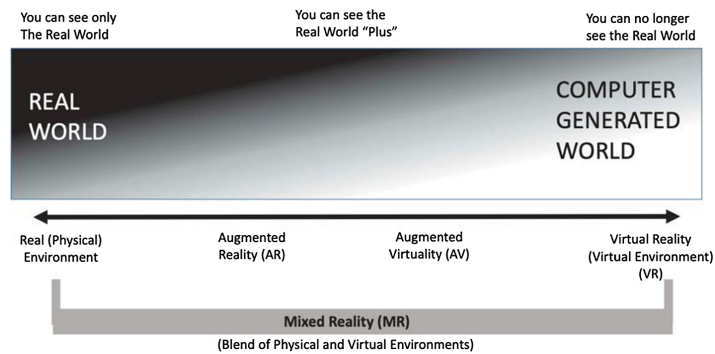 You can see only
The Real World
You can see the
Real World “Plus”
You can no longer
see the Real World
REAL
WORLD
COMPUTER
GENERATED
WORLD
Real (Physical)
Environment
Augmented
Reality (AR)
Augmented
Virtuality (AV)
Virtual Reality
(Virtual Environment)
(VR)
Mixed Reality (MR)
(Blend of Physical and Virtual Environments)